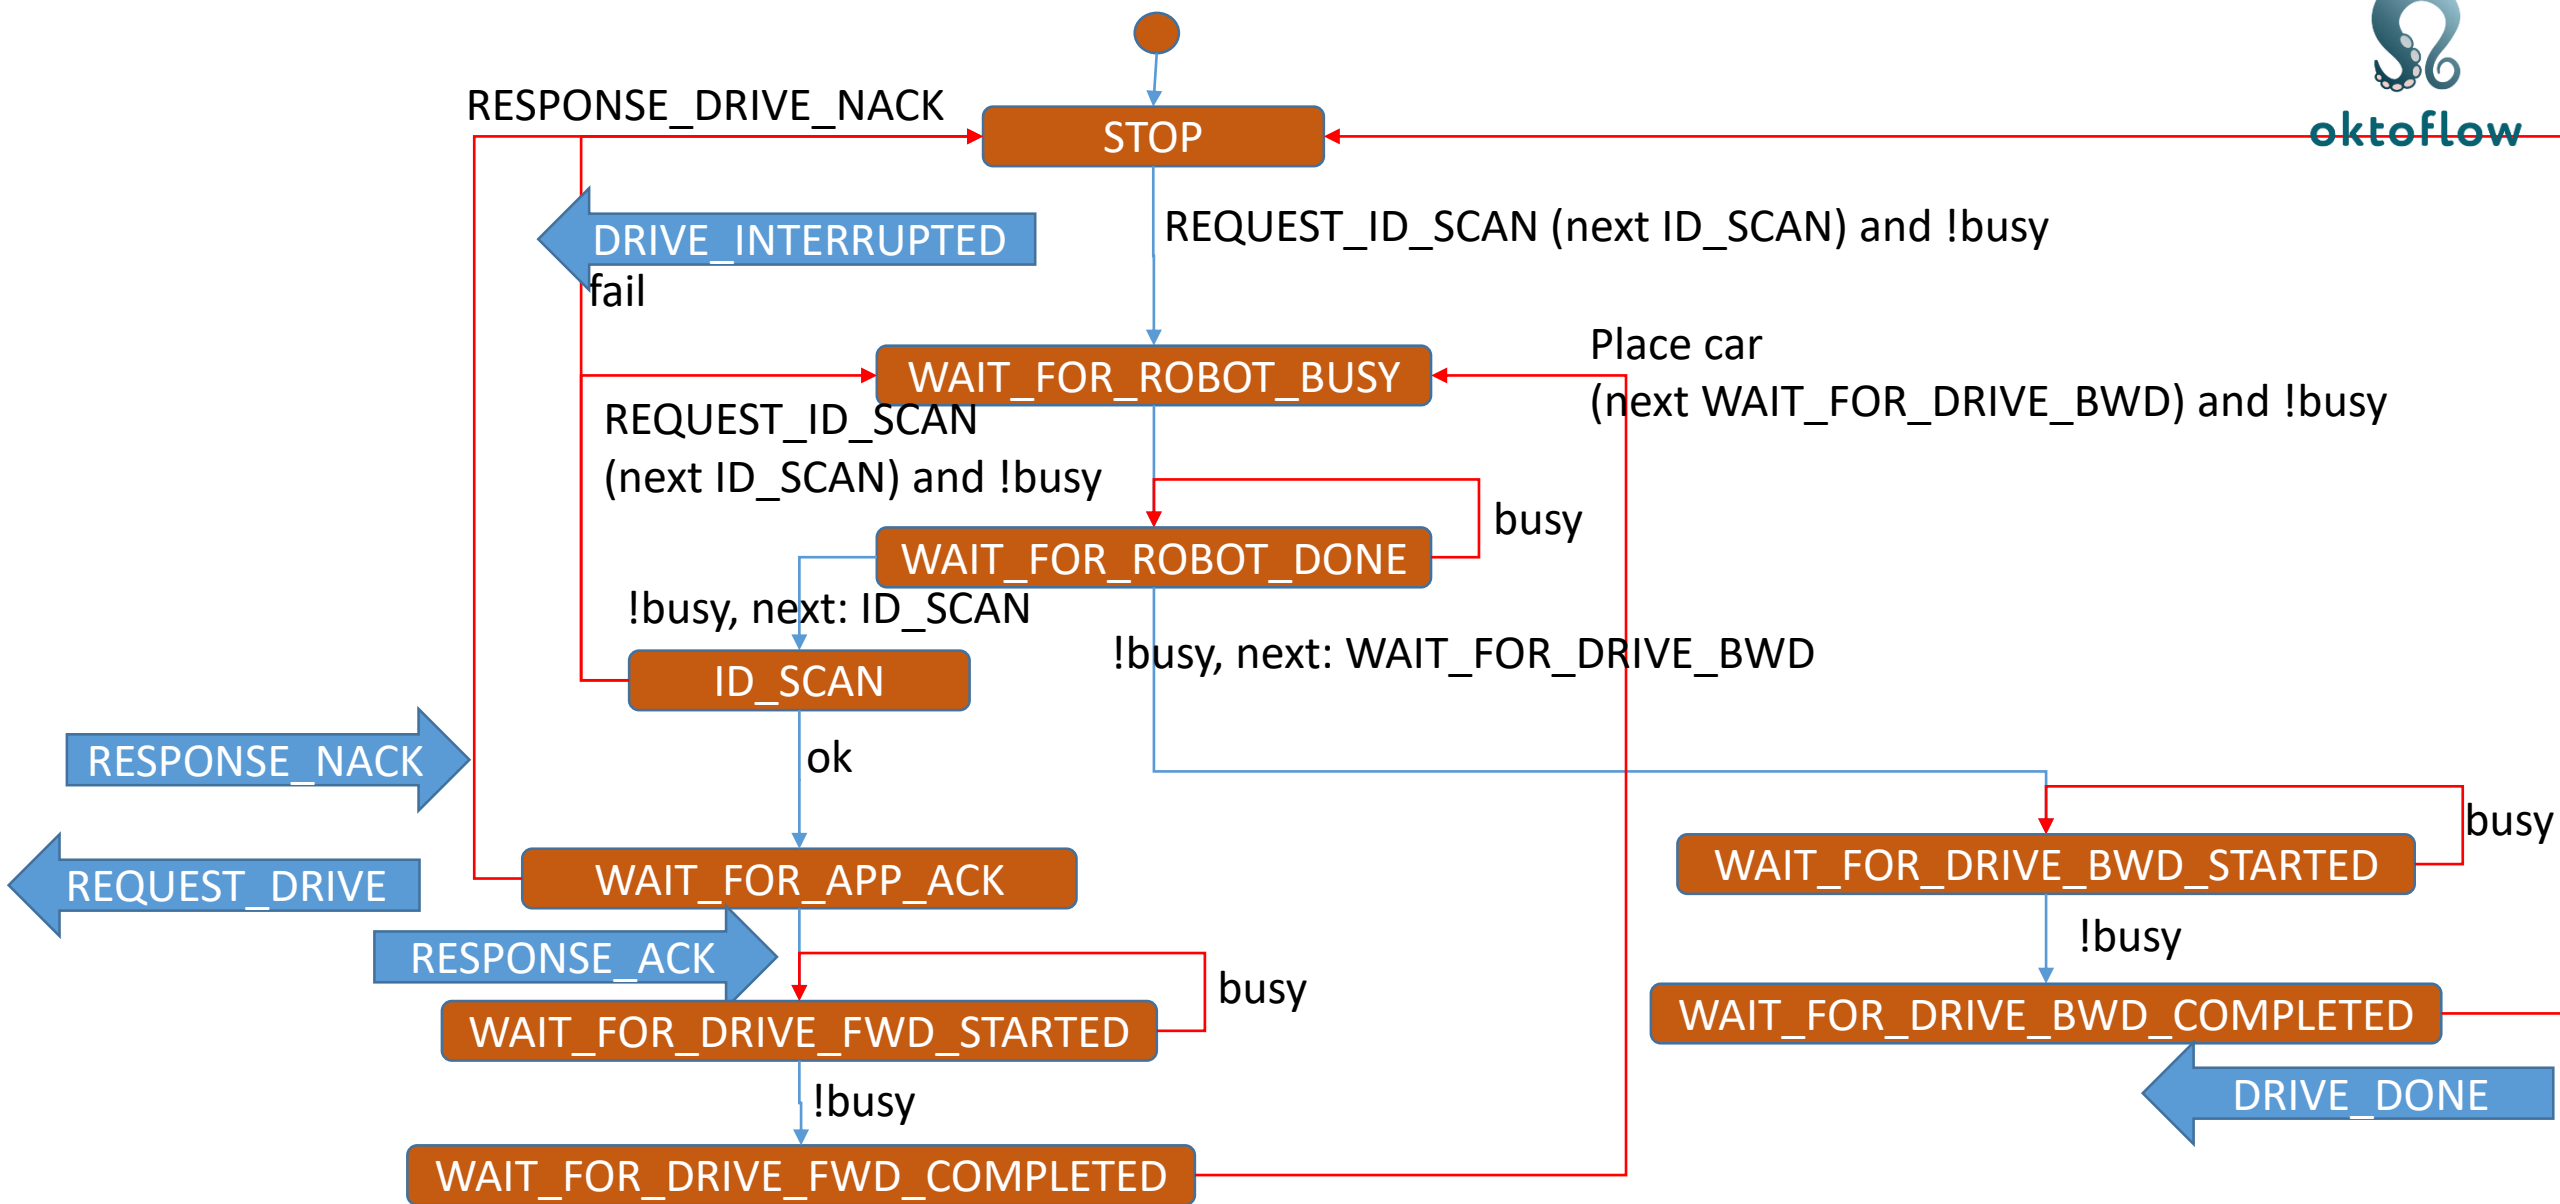 oktoflow
RESPONSE_DRIVE_NACK
STOP
DRIVE_INTERRUPTED
fail
REQUEST_ID_SCAN (next ID_SCAN) and !busy
WAIT_FOR_ROBOT_BUSY
Place car
(next WAIT_FOR_DRIVE_BWD) and !busy
REQUEST_ID_SCAN
(next ID_SCAN) and !busy
busy
WAIT_FOR_ROBOT_DONE
!busy, next: ID_SCAN
!busy, next: WAIT_FOR_DRIVE_BWD
ID_SCAN
RESPONSE_NACK
ok
busy
REQUEST_DRIVE
WAIT_FOR_APP_ACK
WAIT_FOR_DRIVE_BWD_STARTED
RESPONSE_ACK
!busy
busy
WAIT_FOR_DRIVE_FWD_STARTED
WAIT_FOR_DRIVE_BWD_COMPLETED
!busy
DRIVE_DONE
WAIT_FOR_DRIVE_FWD_COMPLETED